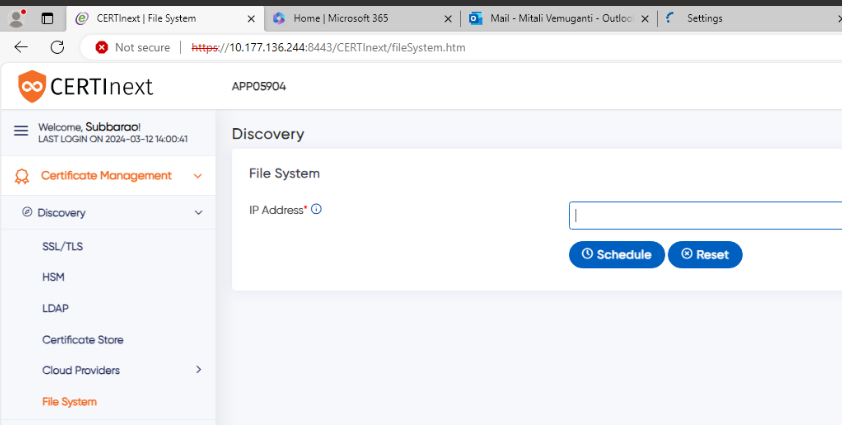 CERTInext | File System
Home | Microsoft 365
Mail - Mitali Vemuganti - Outloo
Settings
Not secure
https://10.177.136.244:8443/CERTInext/fileSystem.htm
CERTInext
APP05904
Welcome, Subbarao!
LAST LOGIN ON 2024-03-12 14:00:41
Discovery
Certificate Management
File System
Discovery
IP Address*
SSL/TLS
Schedule
Reset
HSM
LDAP
Certificate Store
Cloud Providers
File System